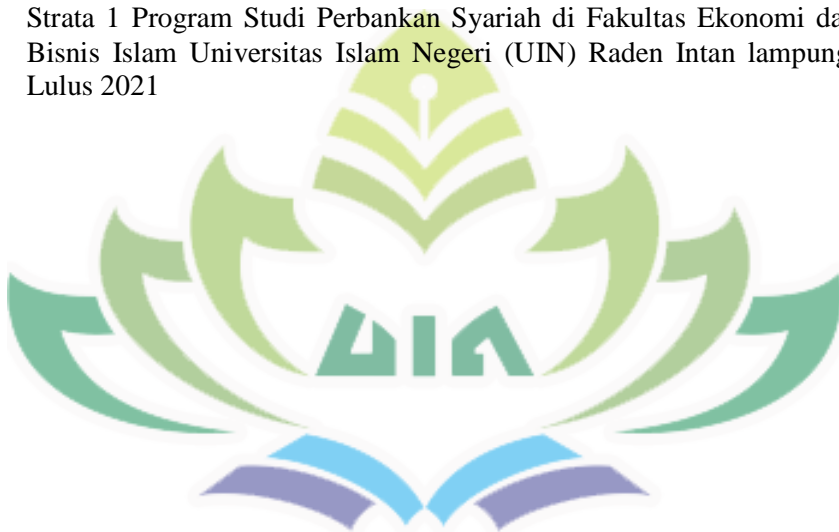 Strata 1 Program Studi Perbankan Syariah di Fakultas Ekonomi da
Bisnis Islam Universitas Islam Negeri (UIN) Raden Intan lampung
Lulus 2021
UIN